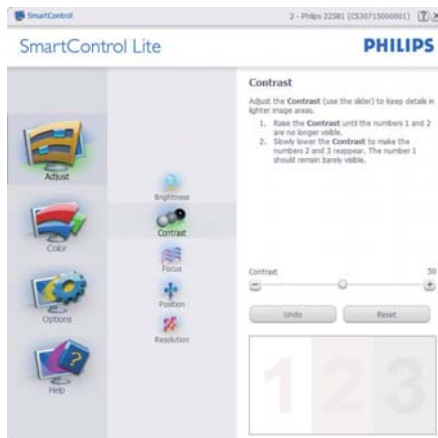 SmartControl
2 - Philips 225B1 (CS30715000001)
SmartControl Lite
PHILIPS
Adjust
Color
Options
Help
Brightness
Contrast
Focus
Position
Resolution
Contrast
Adjust the Contrast (use the slider) to keep details in
lighter image areas.
1. Raise the Contrast until the numbers 1 and 2
are no longer visible.
2. Slowly lower the Contrast to make the
numbers 2 and 3 reappear. The number 1
should remain barely visible.
Contrast
50
Undo
Reset
1 2 3